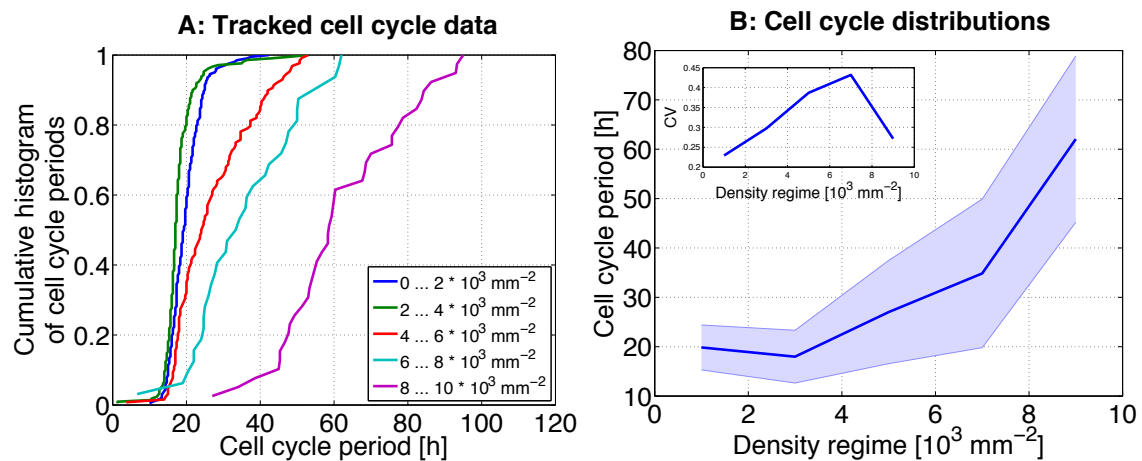 A: Tracked cell cycle data
Cumulative histogram
of cell cycle periods
1
0.8
0.6
0.4
0.2
0
0 20 40 60 80 100 120
Cell cycle period [h]
0 ... 2 * 10³ mm⁻²
2 ... 4 * 10³ mm⁻²
4 ... 6 * 10³ mm⁻²
6 ... 8 * 10³ mm⁻²
8 ... 10 * 10³ mm⁻²
B: Cell cycle distributions
Cell cycle period [h]
80
70
60
50
40
30
20
10
0 2 4 6 8 10
Density regime [10³ mm⁻²]
CV
0.45
0.4
0.35
0.3
0.25
0.2
0 2 4 6 8 10
Density regime [10³ mm⁻²]